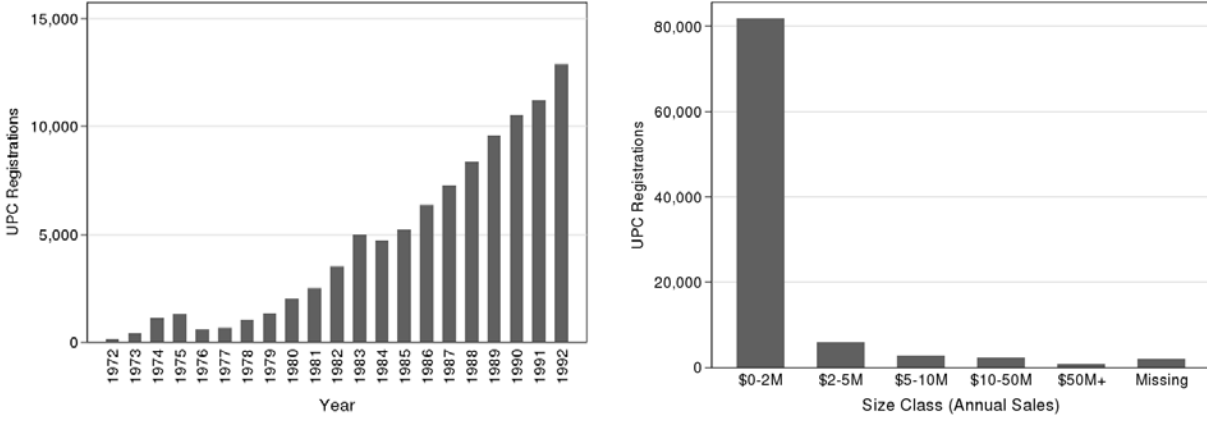 15,000
10,000
5,000
0
UPC Registrations
1972 1973 1974 1975 1976 1977 1978 1979 1980 1981 1982 1983 1984 1985 1986 1987 1988 1989 1990 1991 1992
Year
80,000
60,000
40,000
20,000
0
UPC Registrations
$0-2M $2-5M $5-10M $10-50M $50M+ Missing
Size Class (Annual Sales)